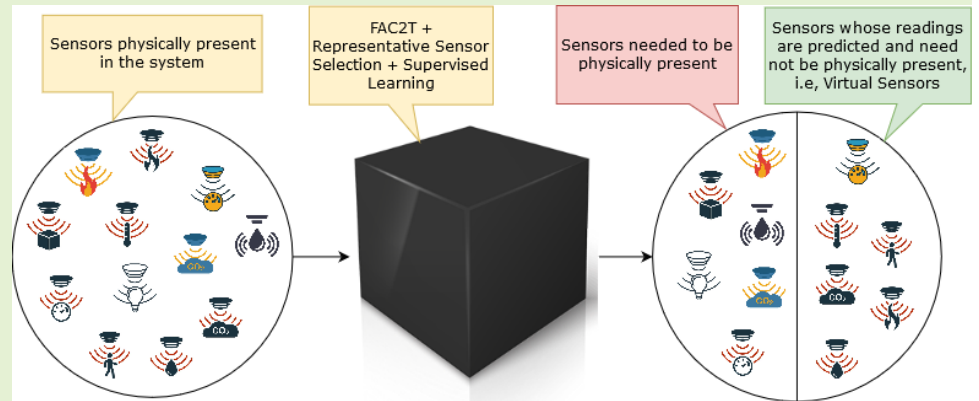 Sensors physically present
in the system
FAC2T +
Representative Sensor
Selection + Supervised
Learning
Sensors needed to be
physically present
Sensors whose readings
are predicted and need
not be physically present,
i.e, Virtual Sensors
CO₂
CO₂
CO₂
CO₂